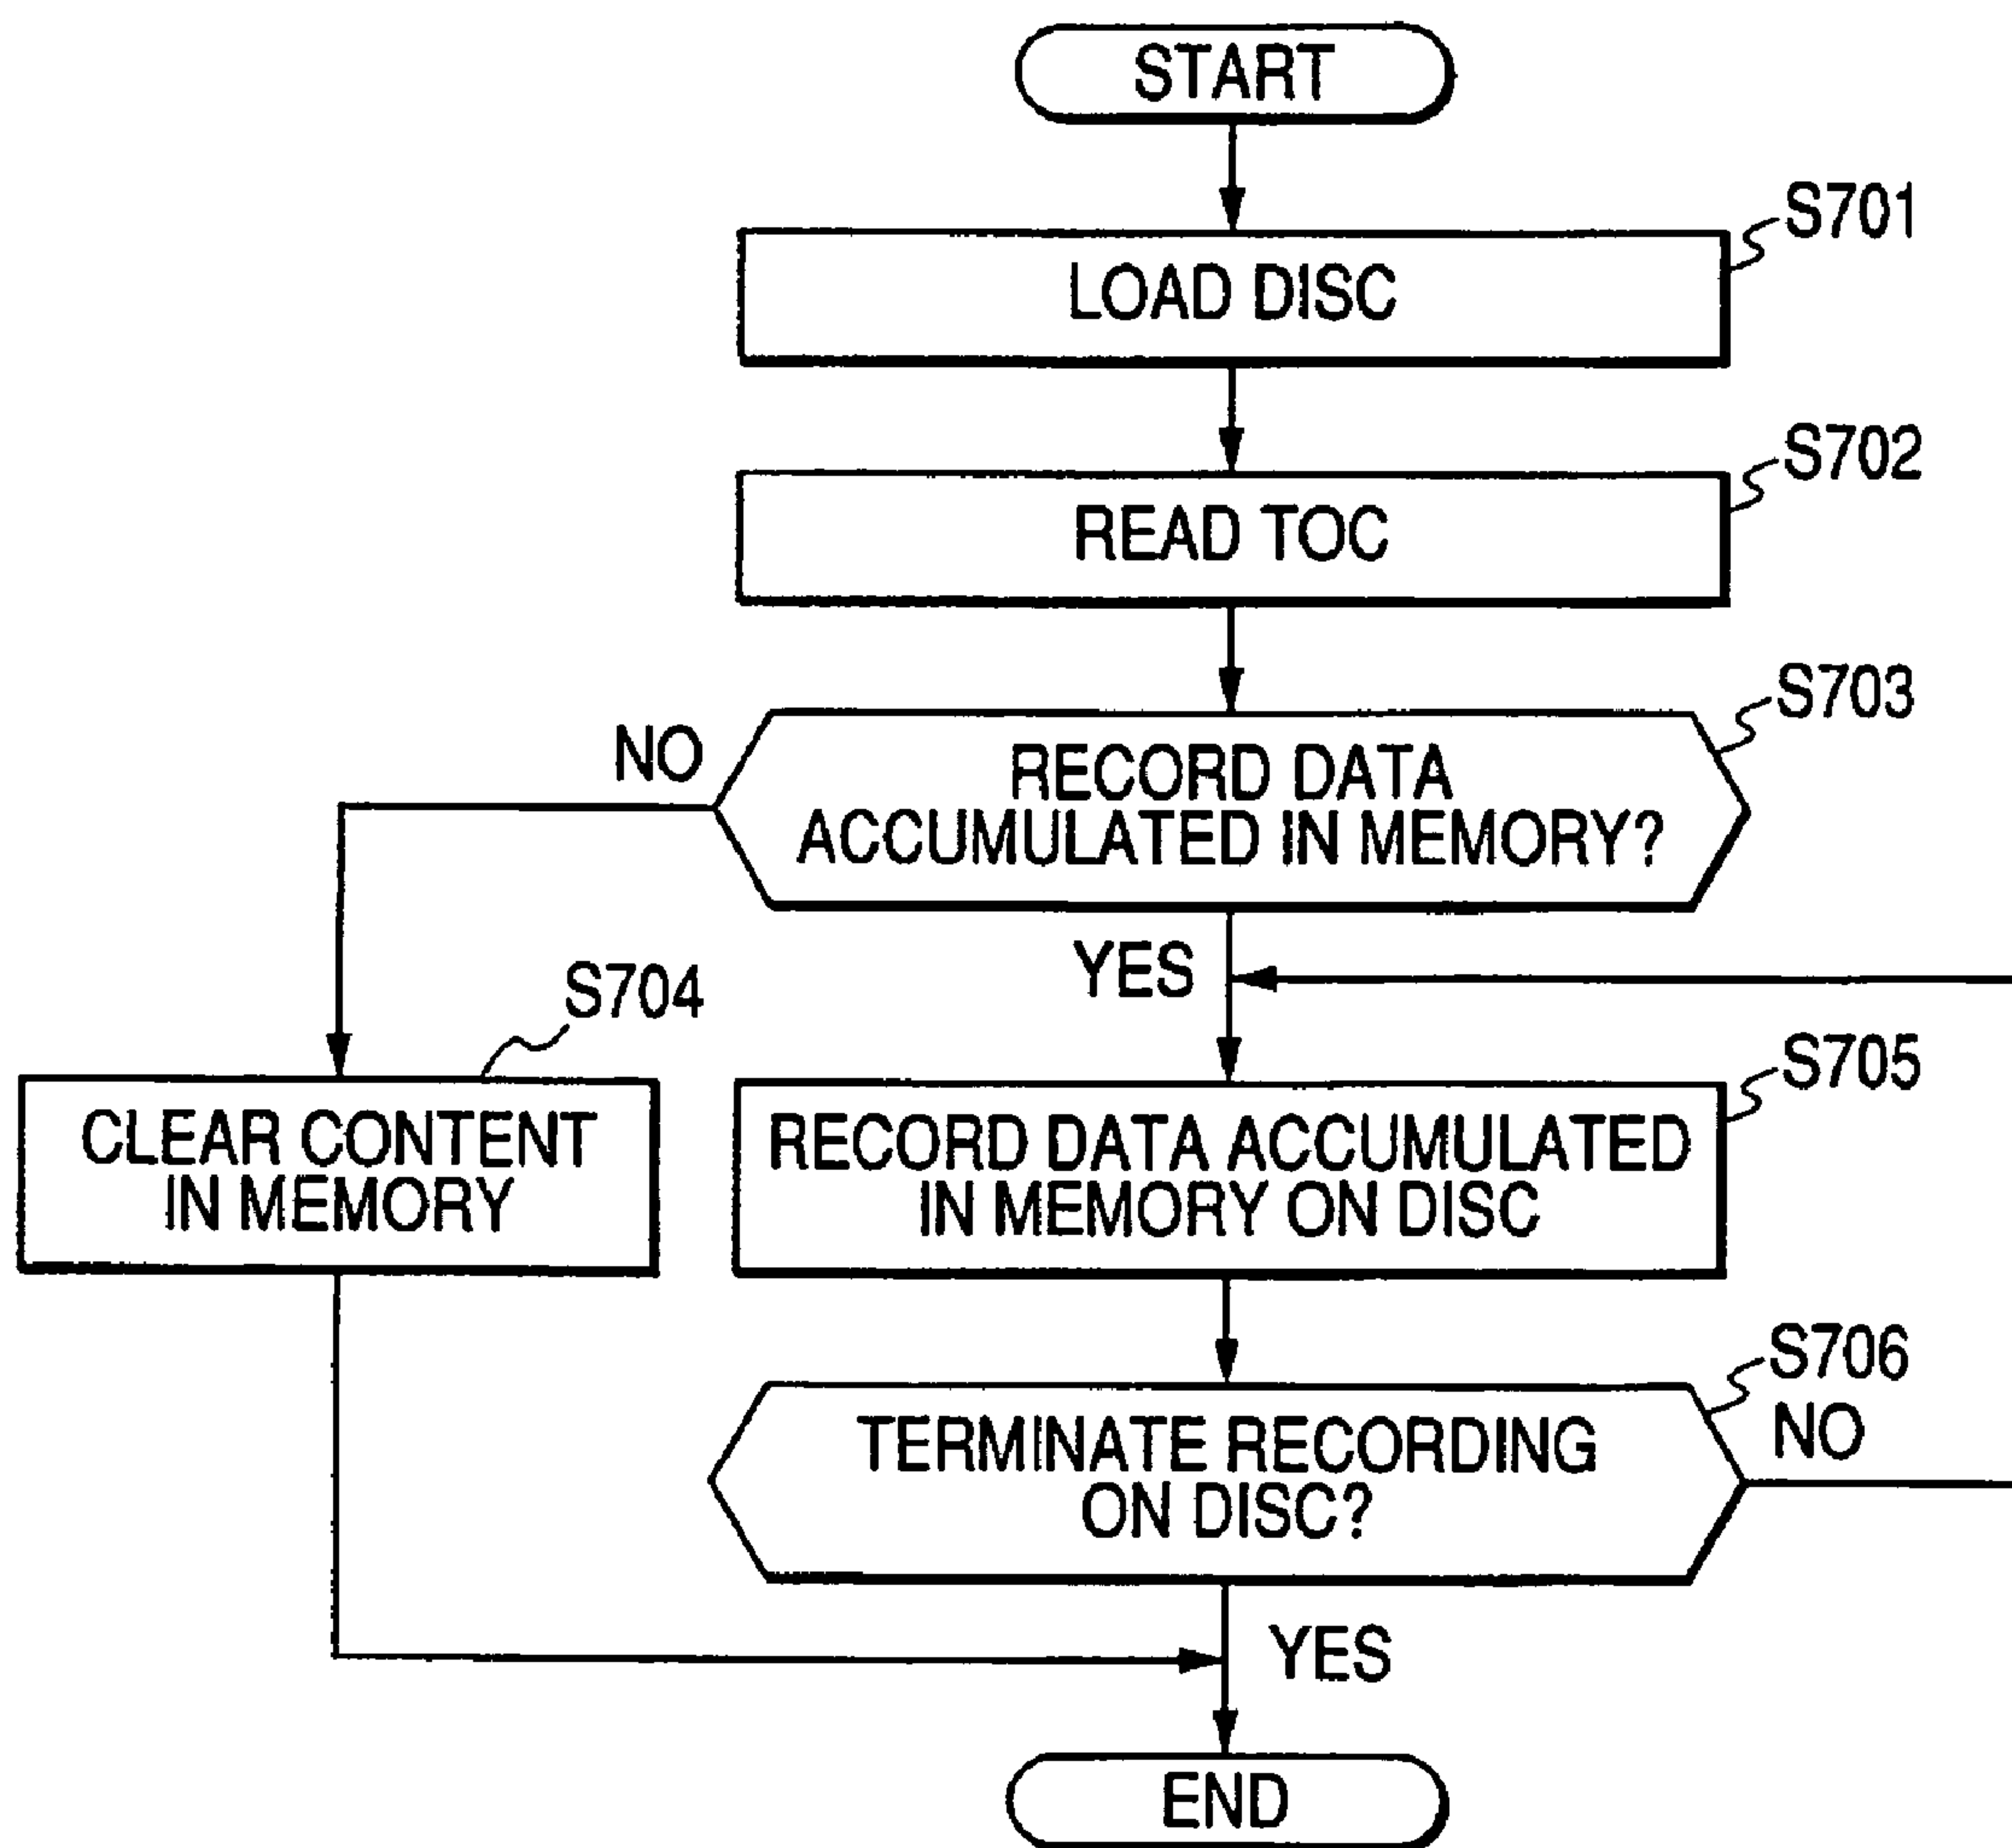 START
S701
LOAD DISC
S702
READ TOC
S703
NO
RECORD DATA
ACCUMULATED IN MEMORY?
YES
S704
S705
CLEAR CONTENT
IN MEMORY
RECORD DATA ACCUMULATED
IN MEMORY ON DISC
S706
NO
TERMINATE RECORDING
ON DISC?
YES
END